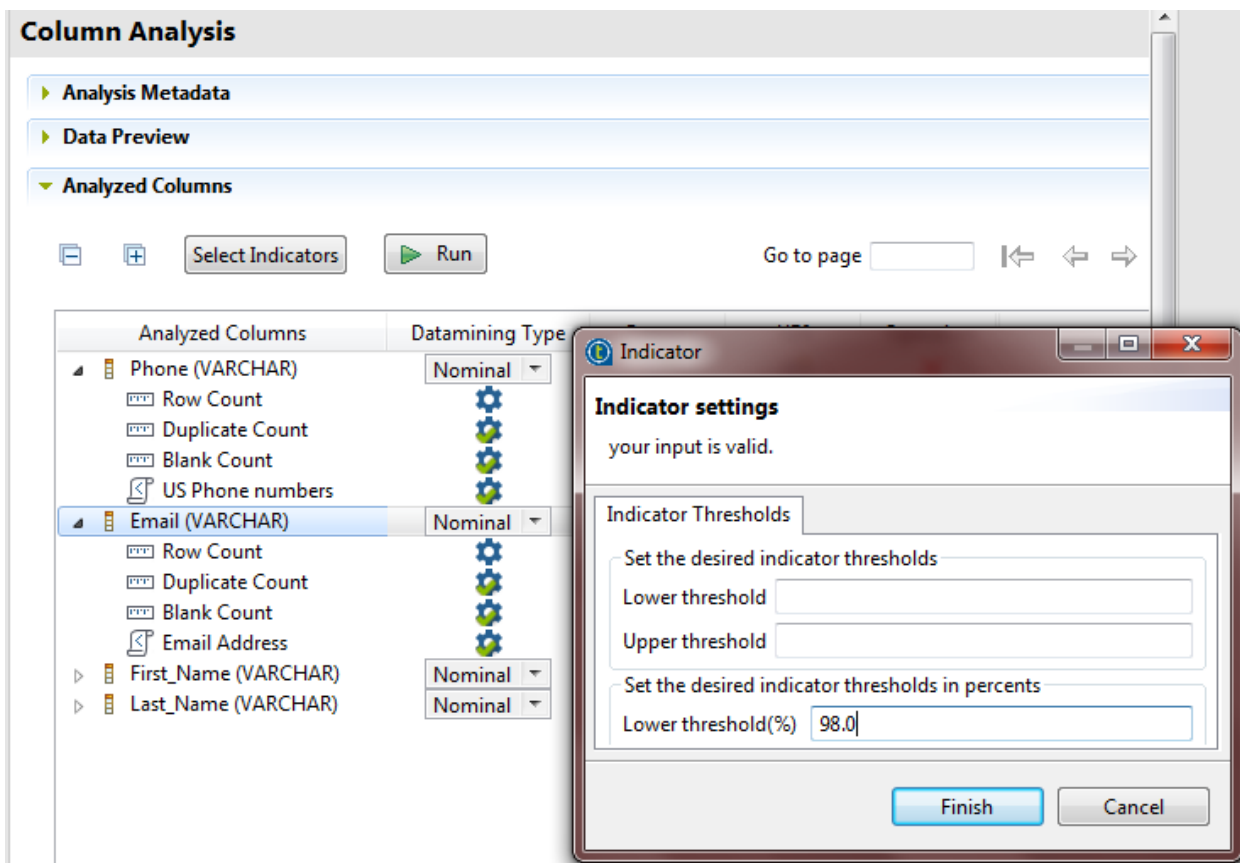 Column Analysis
Analysis Metadata
Data Preview
Analyzed Columns
Select Indicators
Run
Go to page
Analyzed Columns Datamining Type
Phone (VARCHAR) Nominal
Row Count
Duplicate Count
Blank Count
US Phone numbers
Email (VARCHAR) Nominal
Row Count
Duplicate Count
Blank Count
Email Address
First_Name (VARCHAR) Nominal
Last_Name (VARCHAR) Nominal
Indicator
Indicator settings
your input is valid.
Indicator Thresholds
Set the desired indicator thresholds
Lower threshold
Upper threshold
Set the desired indicator thresholds in percents
Lower threshold(%) 98.0
Finish Cancel